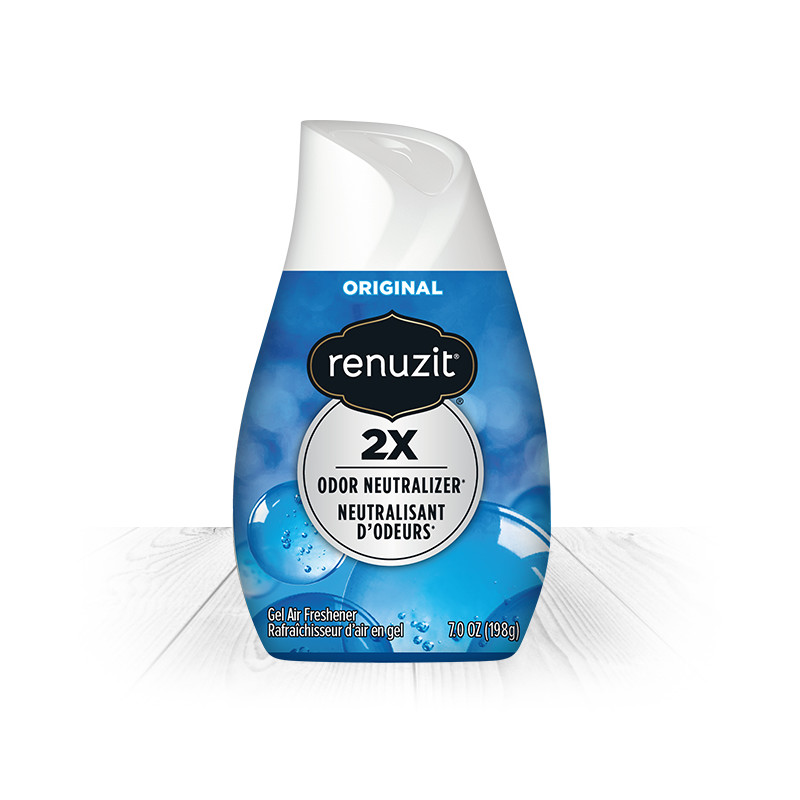 ORIGINAL
renuzit®
®
2X
ODOR NEUTRALIZER*
NEUTRALISANT
D'ODEURS*
Gel Air Freshener
Rafraîchisseur d'air en gel
7.0 OZ (198g)